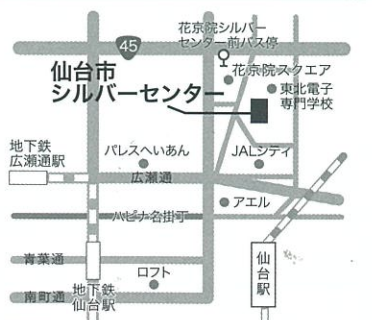 花京院シルバー
センター前バス停
45
仙台市
シルバーセンター
花京院スクエア
東北電子
専門学校
地下鉄
広瀬通駅
パレスへいあん
JALシティ
広瀬通
アエル
ハピナ名掛丁
青葉通
ロフト
仙台駅
南町通
地下鉄
仙台駅